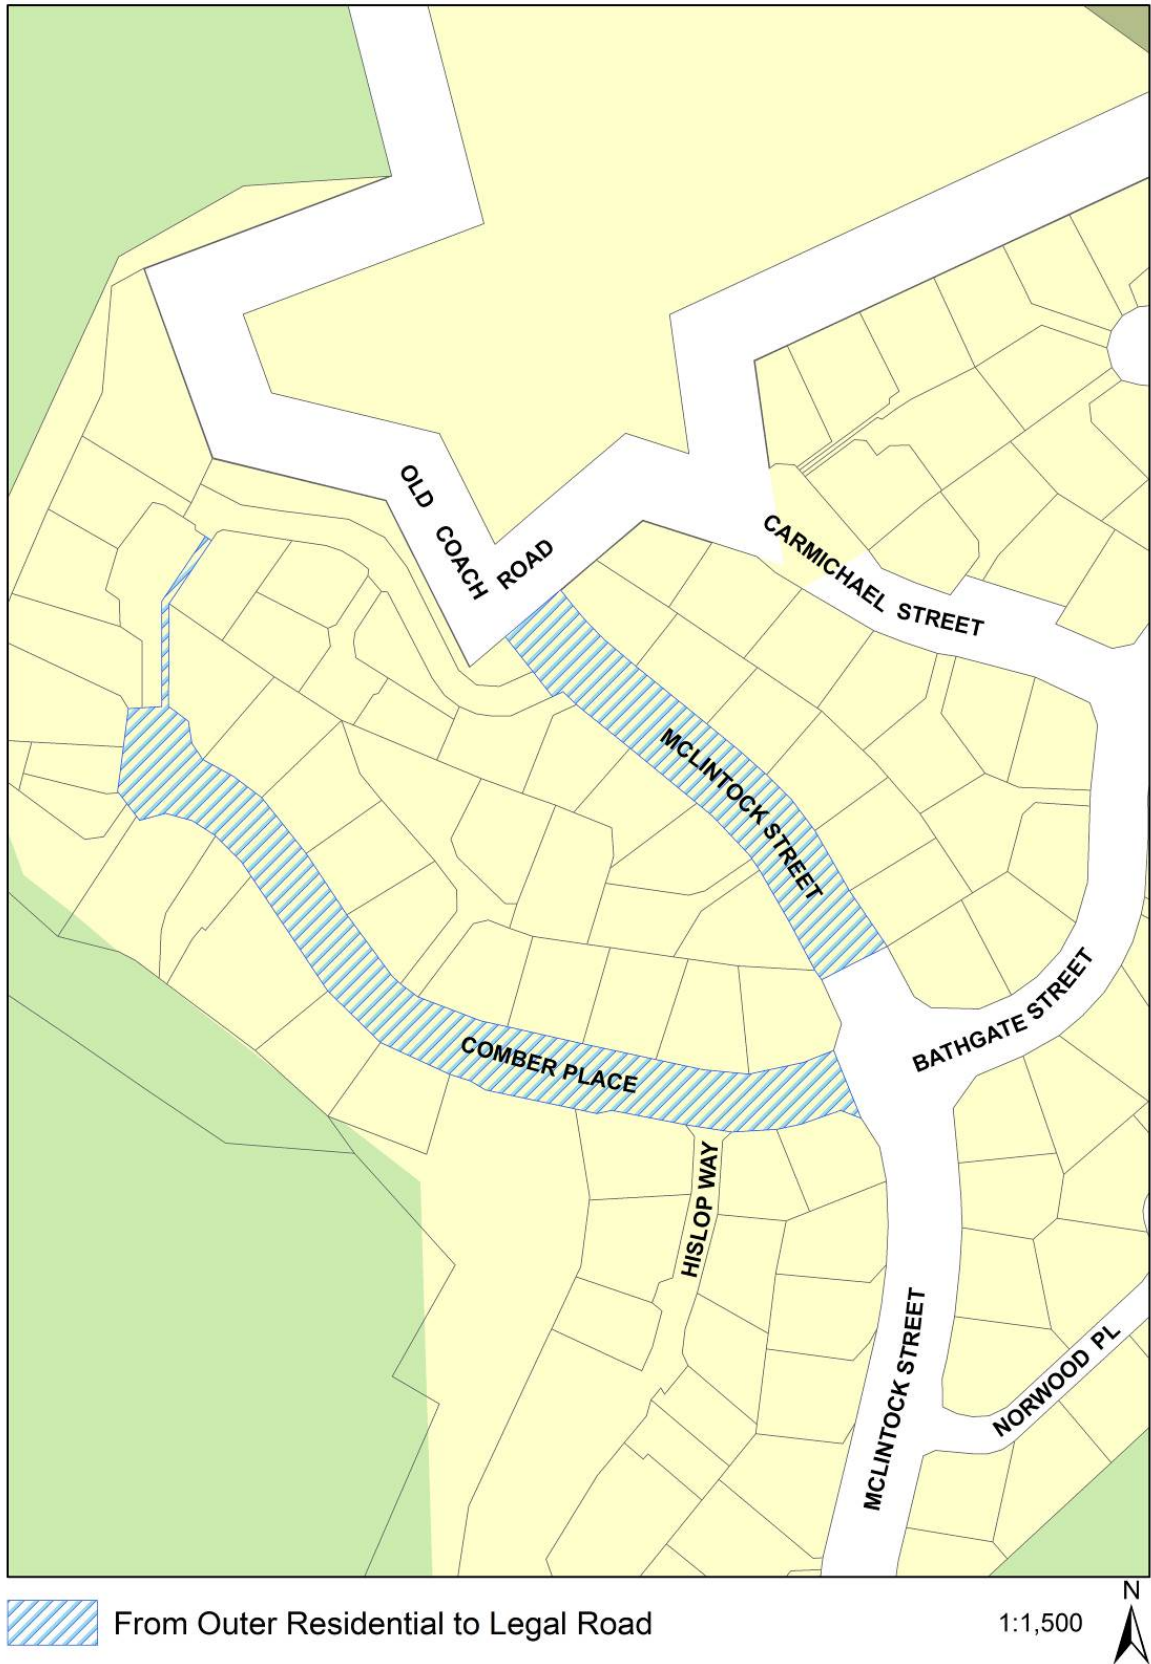 OLD COACH ROAD
CARMICHAEL STREET
MCLINTOCK STREET
BATHGATE STREET
COMBER PLACE
HISLOP WAY
MCLINTOCK STREET
NORWOOD PL
From Outer Residential to Legal Road
1:1,500
N